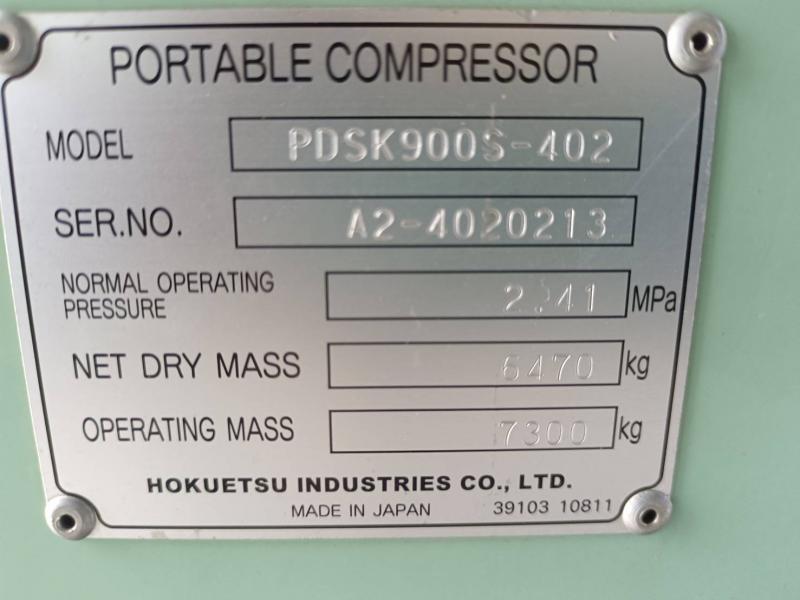 PORTABLE COMPRESSOR
MODEL PDSK900S-402
SER.NO. A2-4020213
NORMAL OPERATING
PRESSURE 2.41 MPa
NET DRY MASS 6470 kg
OPERATING MASS 7300 kg
HOKUETSU INDUSTRIES CO., LTD.
MADE IN JAPAN 39103 10811